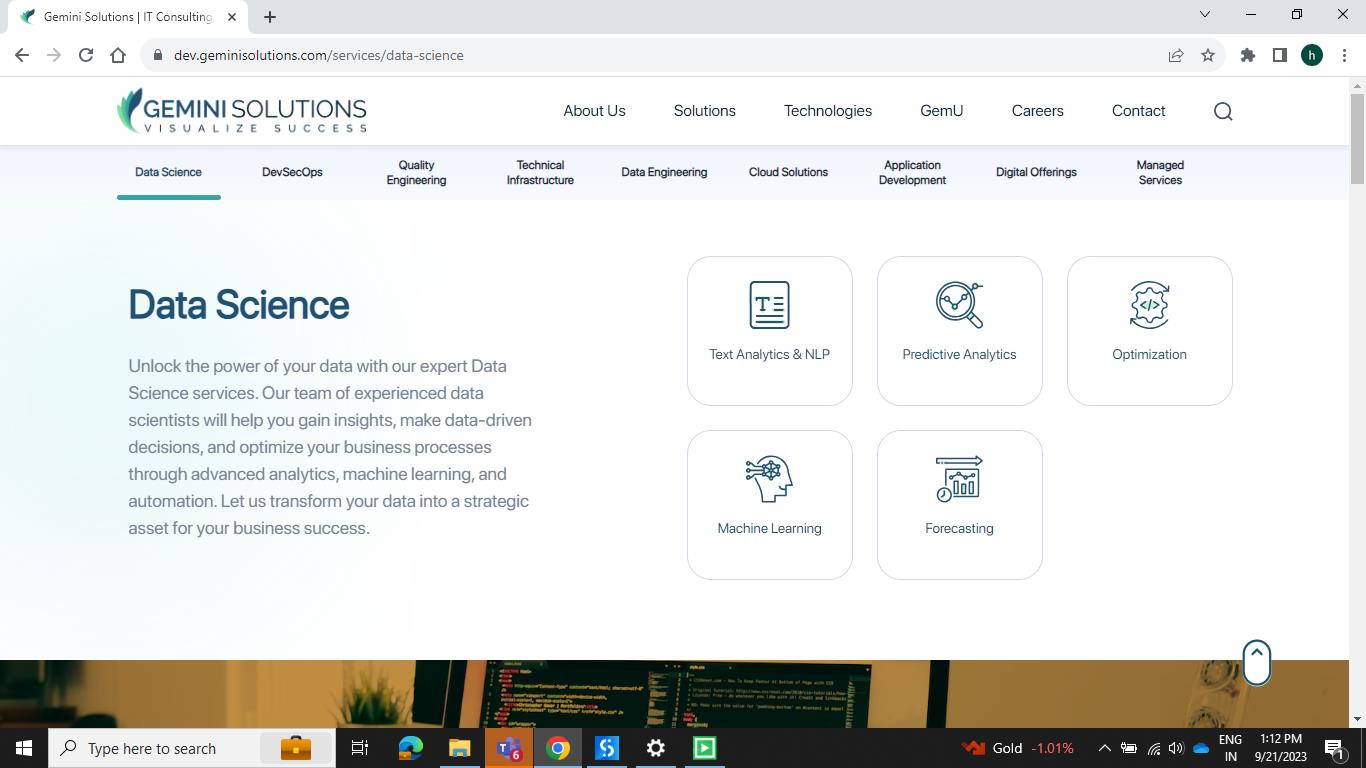 Gemini Solutions | IT Consulting
dev.geminisolutions.com/services/data-science
h
GEMINI SOLUTIONS
VISUALIZE SUCCESS
About Us
Solutions
Technologies
GemU
Careers
Contact
Data Science
DevSecOps
Quality
Engineering
Technical
Infrastructure
Data Engineering
Cloud Solutions
Application
Development
Digital Offerings
Managed
Services
Data Science
Unlock the power of your data with our expert Data
Science services. Our team of experienced data
scientists will help you gain insights, make data-driven
decisions, and optimize your business processes
through advanced analytics, machine learning, and
automation. Let us transform your data into a strategic
asset for your business success.
T
Text Analytics & NLP
Predictive Analytics
</>
Optimization
Machine Learning
Forecasting
Type here to search
6
Gold -1.01%
ENG
IN
1:12 PM
9/21/2023
1